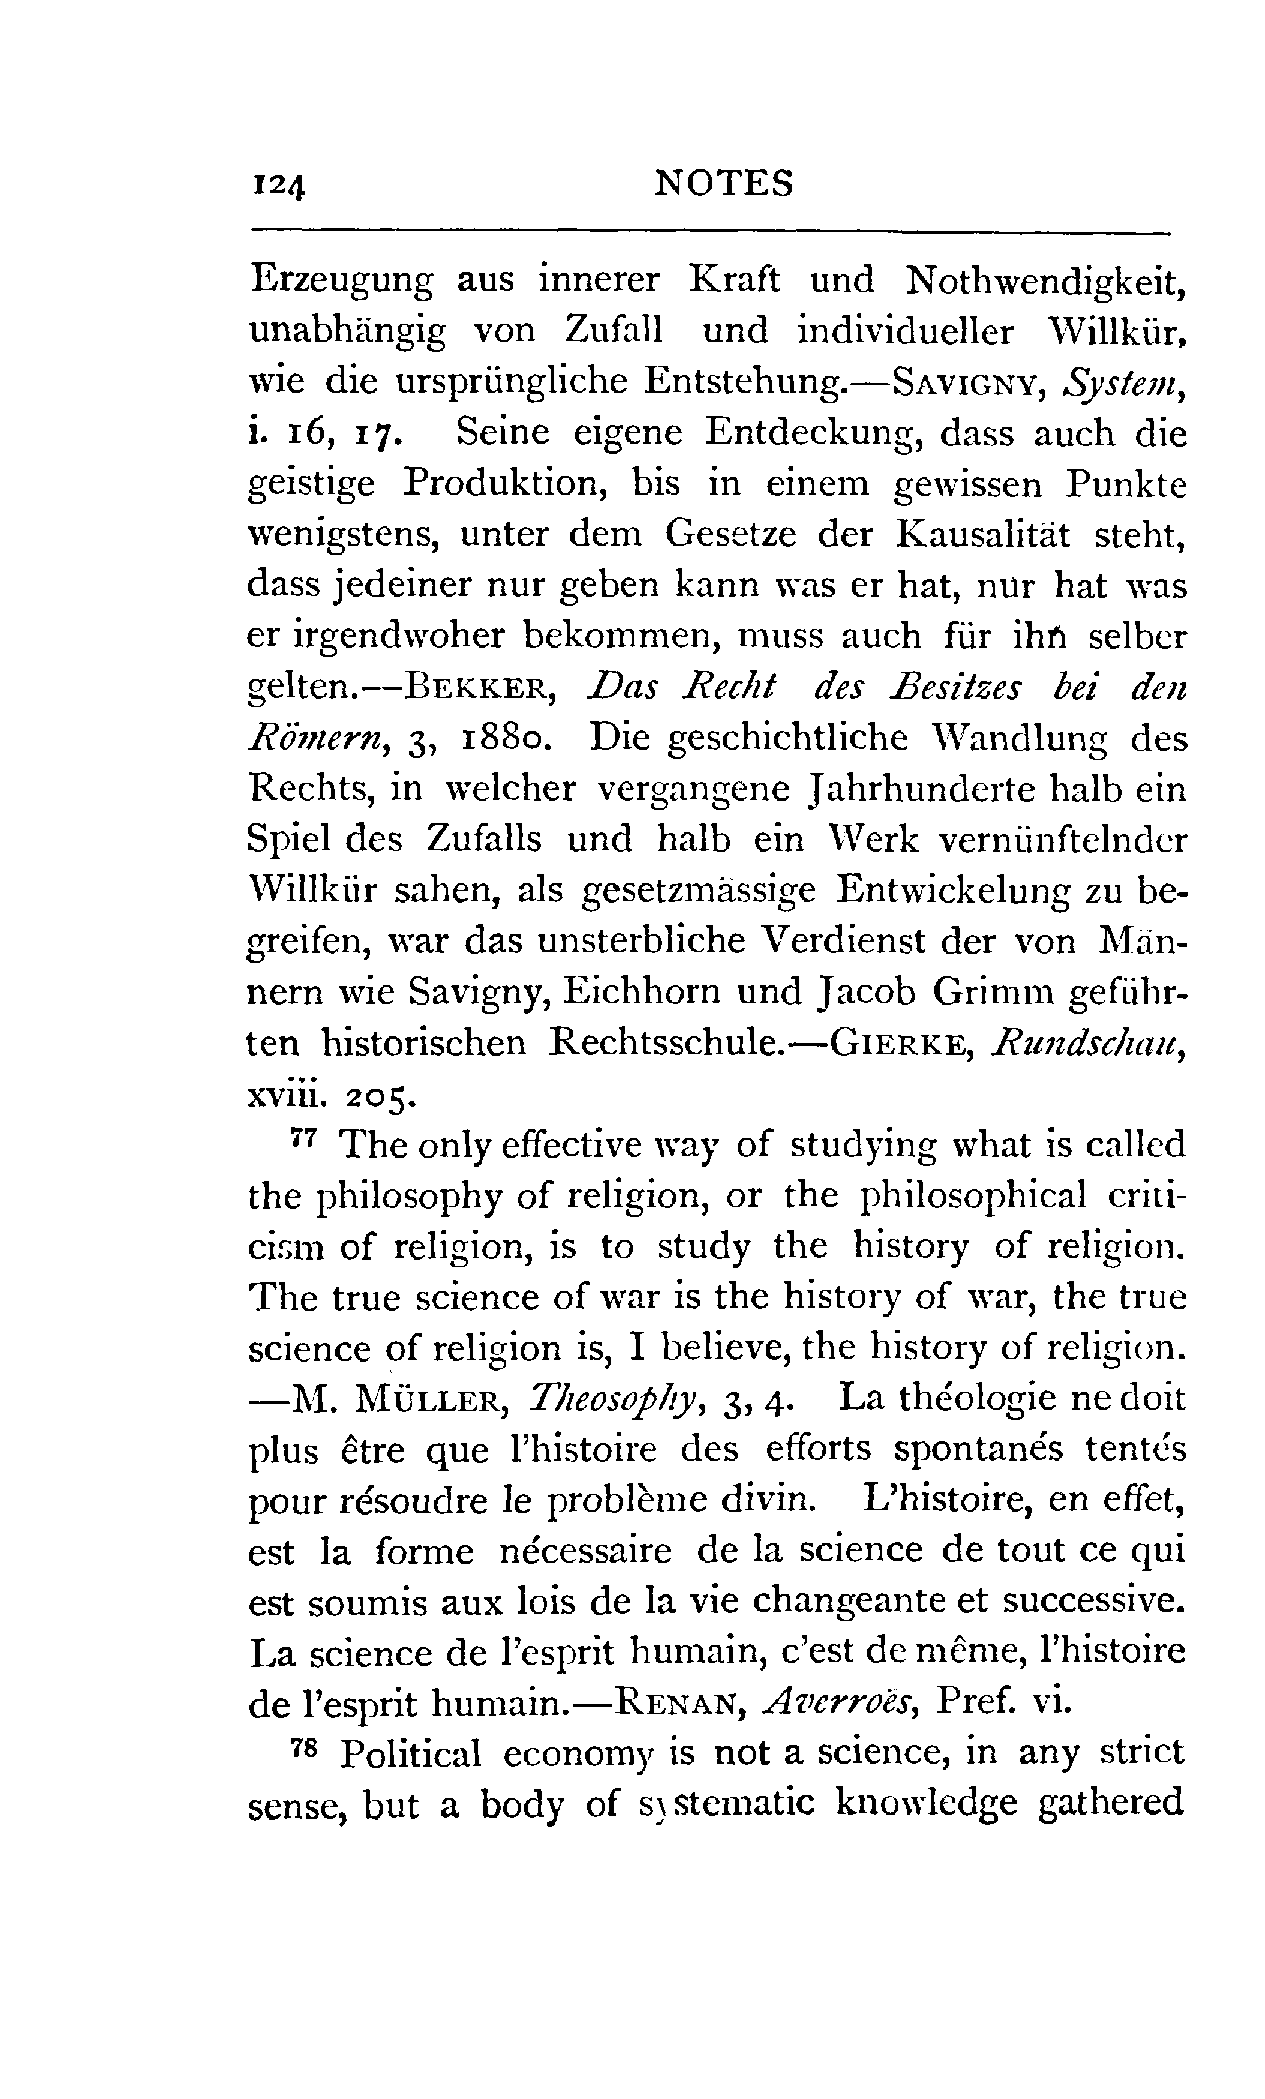 124 NOTES
Erzeugung aus innerer Kraft und Nothwendigkeit,
unabhängig von Zufall und individueller Willkür,
wie die ursprüngliche Entstehung.—SAVIGNY, System,
i. 16, 17. Seine eigene Entdeckung, dass auch die
geistige Produktion, bis in einem gewissen Punkte
wenigstens, unter dem Gesetze der Kausalität steht,
dass jedeiner nur geben kann was er hat, nur hat was
er irgendwoher bekommen, muss auch für ihn selber
gelten.—BEKKER, Das Recht des Besitzes bei den
Römern, 3, 1880. Die geschichtliche Wandlung des
Rechts, in welcher vergangene Jahrhunderte halb ein
Spiel des Zufalls und halb ein Werk vernünftelnder
Willkür sahen, als gesetzmässige Entwickelung zu be-
greifen, war das unsterbliche Verdienst der von Män-
nern wie Savigny, Eichhorn und Jacob Grimm geführ-
ten historischen Rechtsschule.—GIERKE, Rundschau,
xviii. 205.
77 The only effective way of studying what is called
the philosophy of religion, or the philosophical criti-
cism of religion, is to study the history of religion.
The true science of war is the history of war, the true
science of religion is, I believe, the history of religion.
—M. MÜLLER, Theosophy, 3, 4. La théologie ne doit
plus être que l'histoire des efforts spontanés tentés
pour résoudre le problème divin. L'histoire, en effet,
est la forme nécessaire de la science de tout ce qui
est soumis aux lois de la vie changeante et successive.
La science de l'esprit humain, c'est de même, l'histoire
de l'esprit humain.—RENAN, Averroës, Pref. vi.
78 Political economy is not a science, in any strict
sense, but a body of systematic knowledge gathered